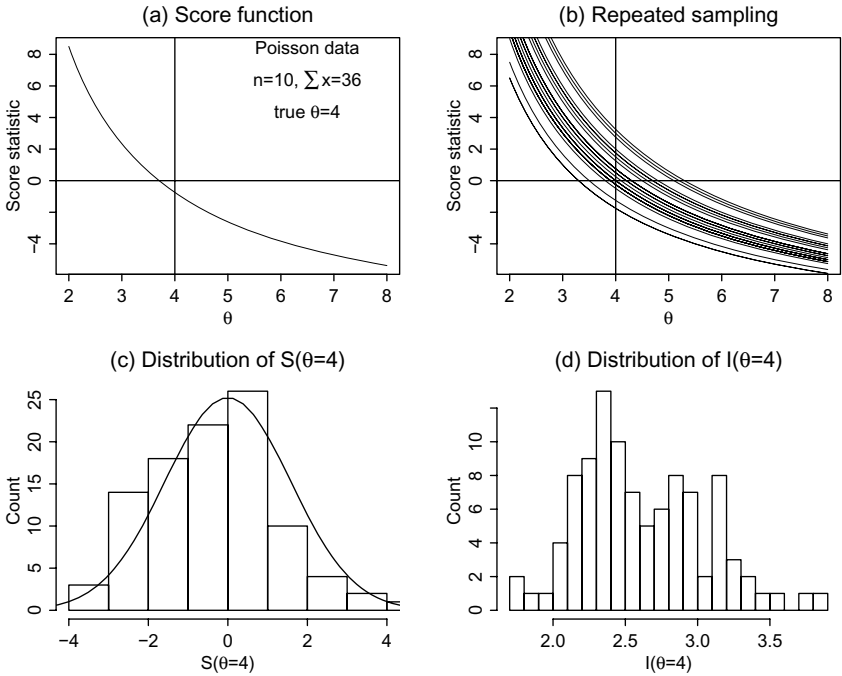 (a) Score function
Poisson data
n=10, ∑x=36
true θ=4
Score statistic
8
6
4
2
0
−4
2 3 4 5 6 7 8
θ
(b) Repeated sampling
Score statistic
8
6
4
2
0
−4
2 3 4 5 6 7 8
θ
(c) Distribution of S(θ=4)
Count
25
20
15
10
5
0
−4 −2 0 2 4
S(θ=4)
(d) Distribution of I(θ=4)
Count
10
8
6
4
2
0
2.0 2.5 3.0 3.5
I(θ=4)